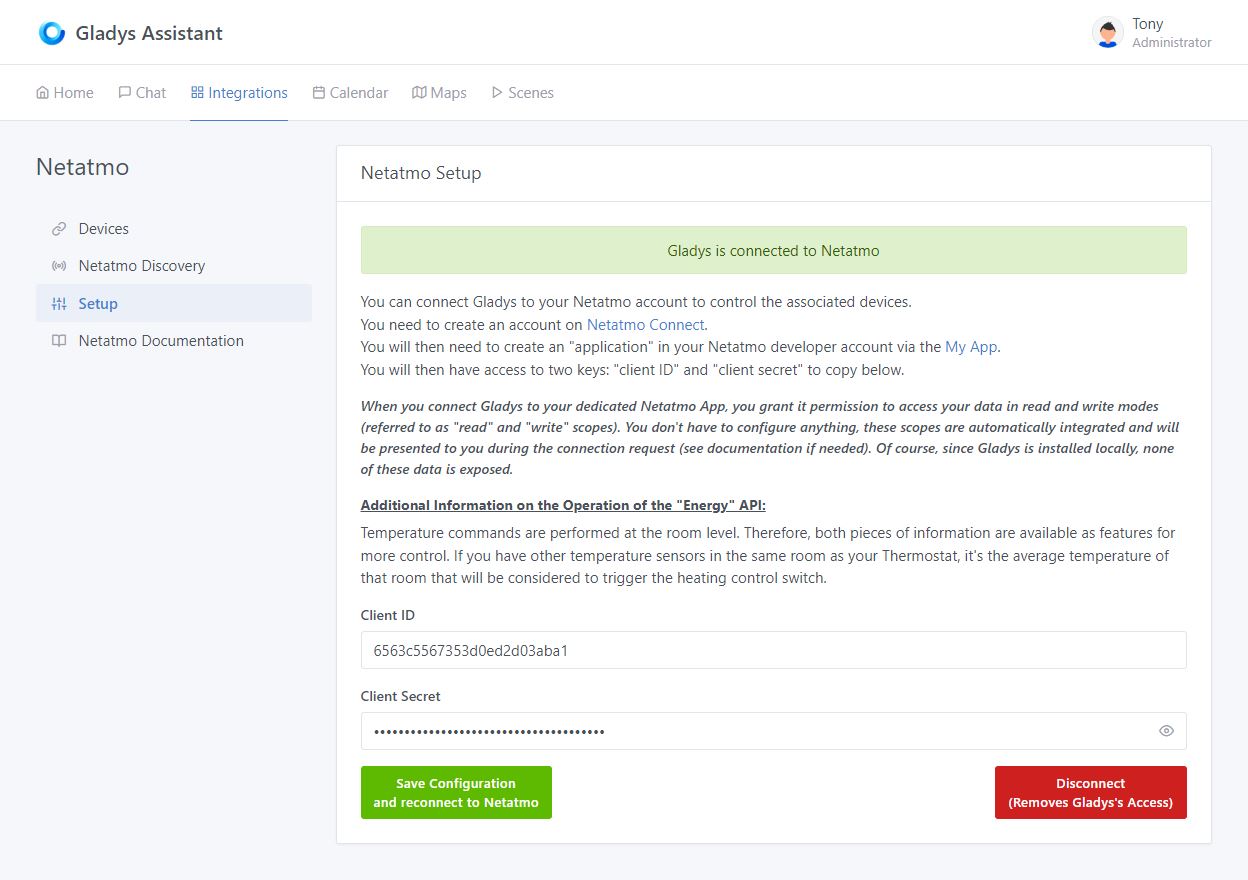 Gladys Assistant
Tony
Administrator
Home
Chat
Integrations
Calendar
Maps
Scenes
Netatmo
Devices
Netatmo Discovery
Setup
Netatmo Documentation
Netatmo Setup
Gladys is connected to Netatmo
You can connect Gladys to your Netatmo account to control the associated devices.
You need to create an account on Netatmo Connect.
You will then need to create an "application" in your Netatmo developer account via the My App.
You will then have access to two keys: "client ID" and "client secret" to copy below.
When you connect Gladys to your dedicated Netatmo App, you grant it permission to access your data in read and write modes
(referred to as "read" and "write" scopes). You don't have to configure anything, these scopes are automatically integrated and will
be presented to you during the connection request (see documentation if needed). Of course, since Gladys is installed locally, none
of these data is exposed.
Additional Information on the Operation of the "Energy" API:
Temperature commands are performed at the room level. Therefore, both pieces of information are available as features for
more control. If you have other temperature sensors in the same room as your Thermostat, it's the average temperature of
that room that will be considered to trigger the heating control switch.
Client ID
6563c5567353d0ed2d03aba1
Client Secret
••••••••••••••••••••••••••••••••••••••
Save Configuration
and reconnect to Netatmo
Disconnect
(Removes Gladys's Access)